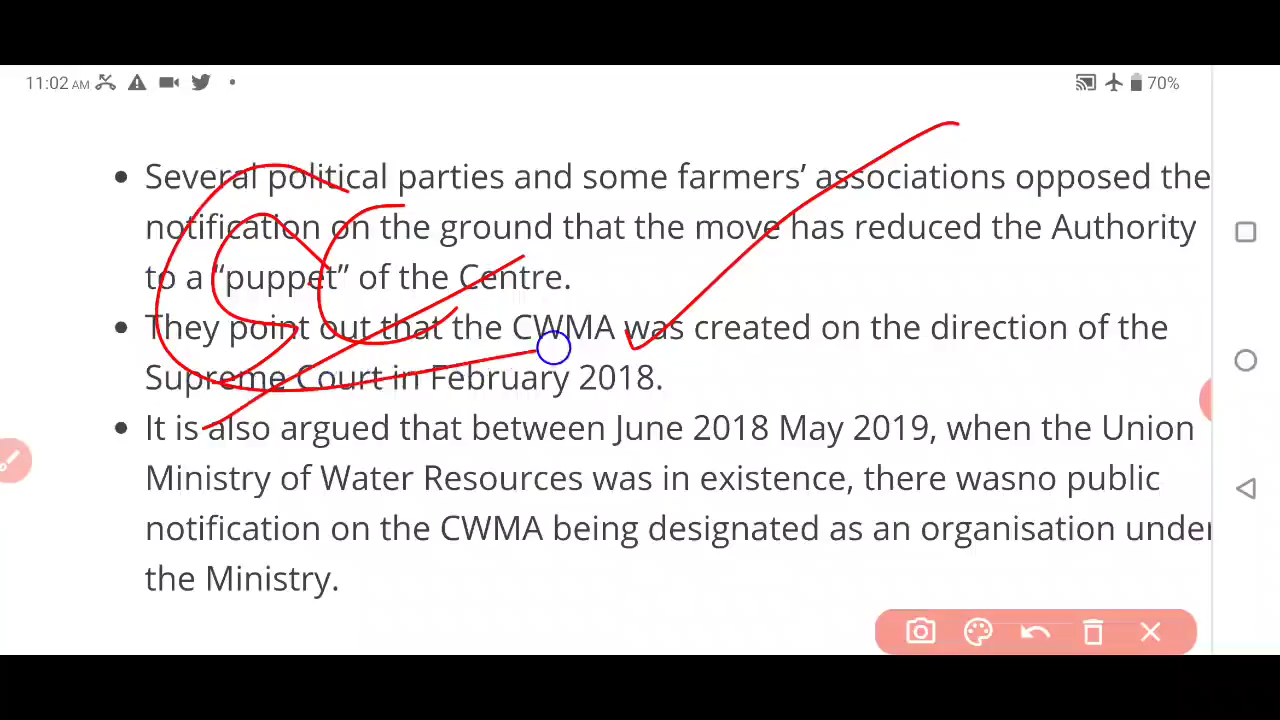 11:02 AM
70%
• Several political parties and some farmers’ associations opposed the
notification on the ground that the move has reduced the Authority
to a “puppet” of the Centre.
• They point out that the CWMA was created on the direction of the
Supreme Court in February 2018.
• It is also argued that between June 2018 May 2019, when the Union
Ministry of Water Resources was in existence, there wasno public
notification on the CWMA being designated as an organisation under
the Ministry.
SC